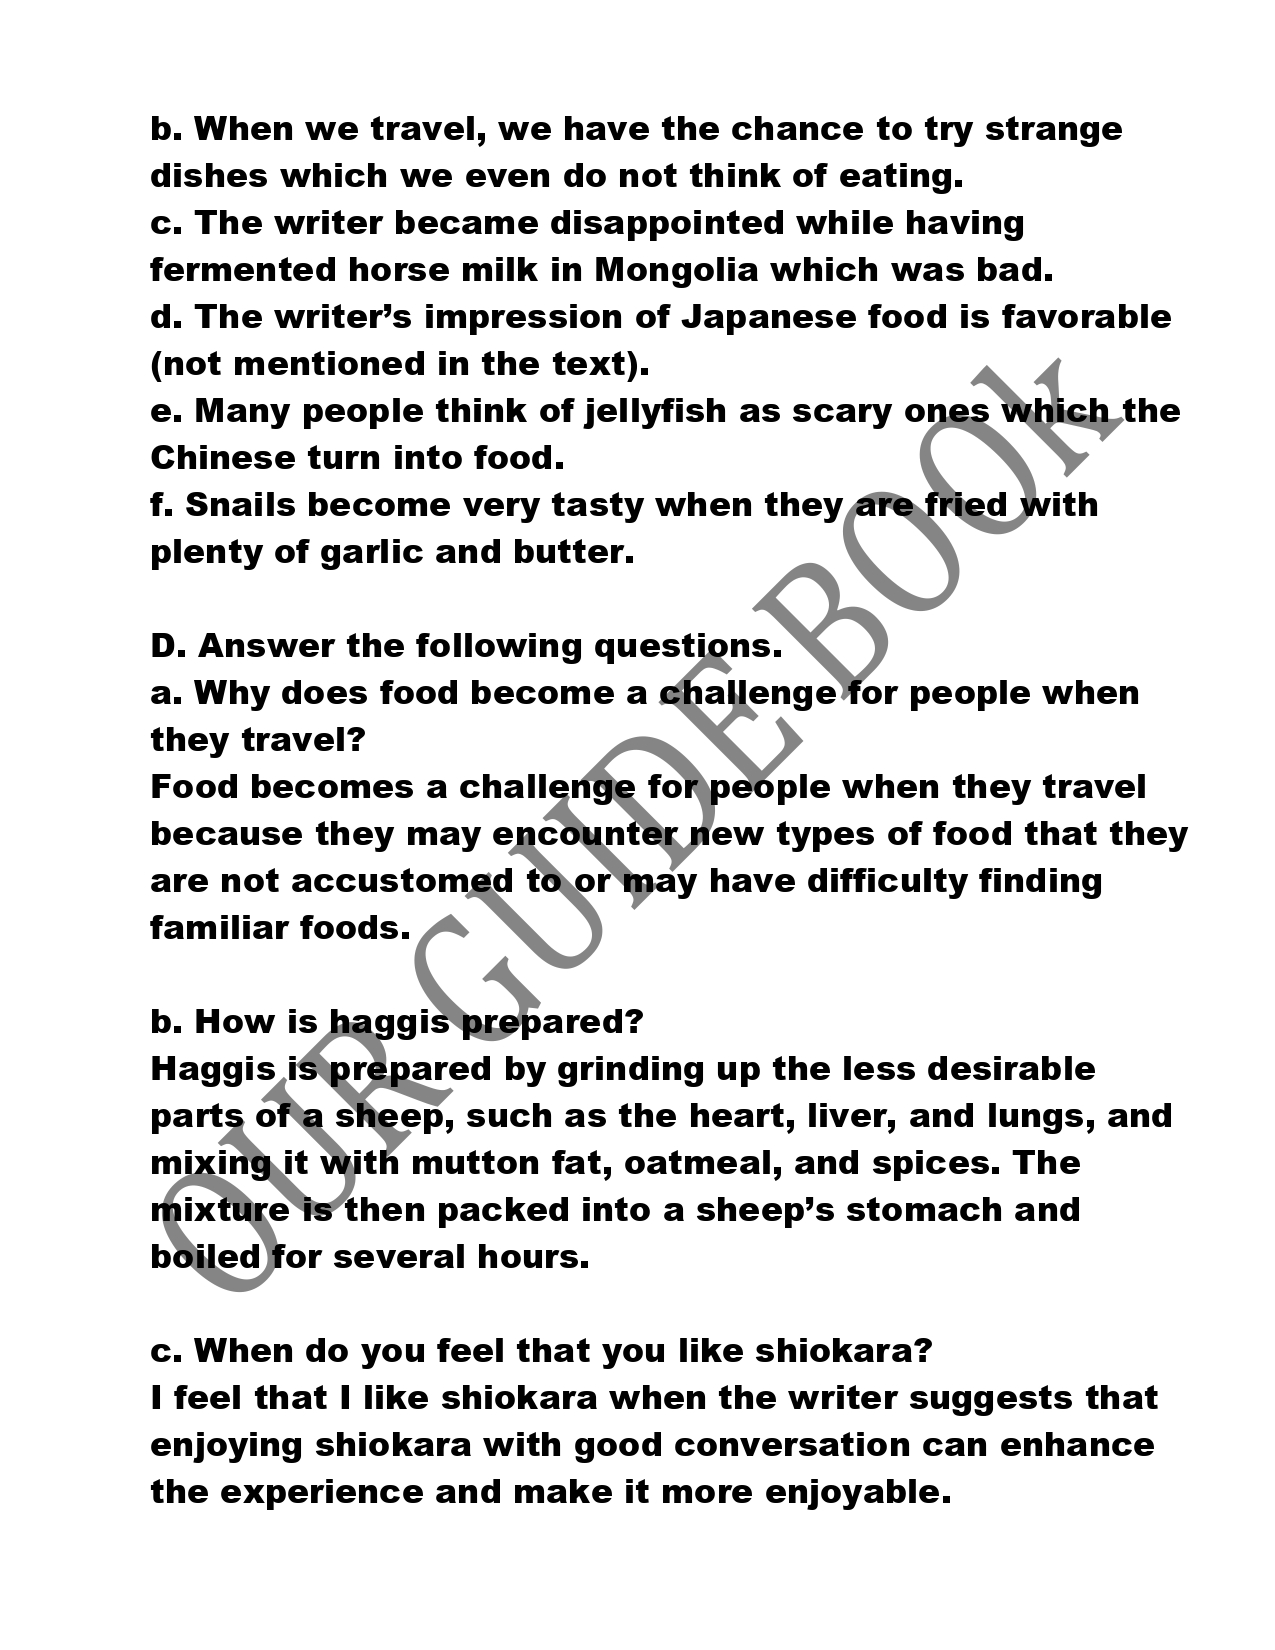 b. When we travel, we have the chance to try strange
dishes which we even do not think of eating.
c. The writer became disappointed while having
fermented horse milk in Mongolia which was bad.
d. The writer’s impression of Japanese food is favorable
(not mentioned in the text).
e. Many people think of jellyfish as scary ones which the
Chinese turn into food.
f. Snails become very tasty when they are fried with
plenty of garlic and butter.
D. Answer the following questions.
a. Why does food become a challenge for people when
they travel?
Food becomes a challenge for people when they travel
because they may encounter new types of food that they
are not accustomed to or may have difficulty finding
familiar foods.
b. How is haggis prepared?
Haggis is prepared by grinding up the less desirable
parts of a sheep, such as the heart, liver, and lungs, and
mixing it with mutton fat, oatmeal, and spices. The
mixture is then packed into a sheep’s stomach and
boiled for several hours.
c. When do you feel that you like shiokara?
I feel that I like shiokara when the writer suggests that
enjoying shiokara with good conversation can enhance
the experience and make it more enjoyable.
OUR GUIDE BOOk